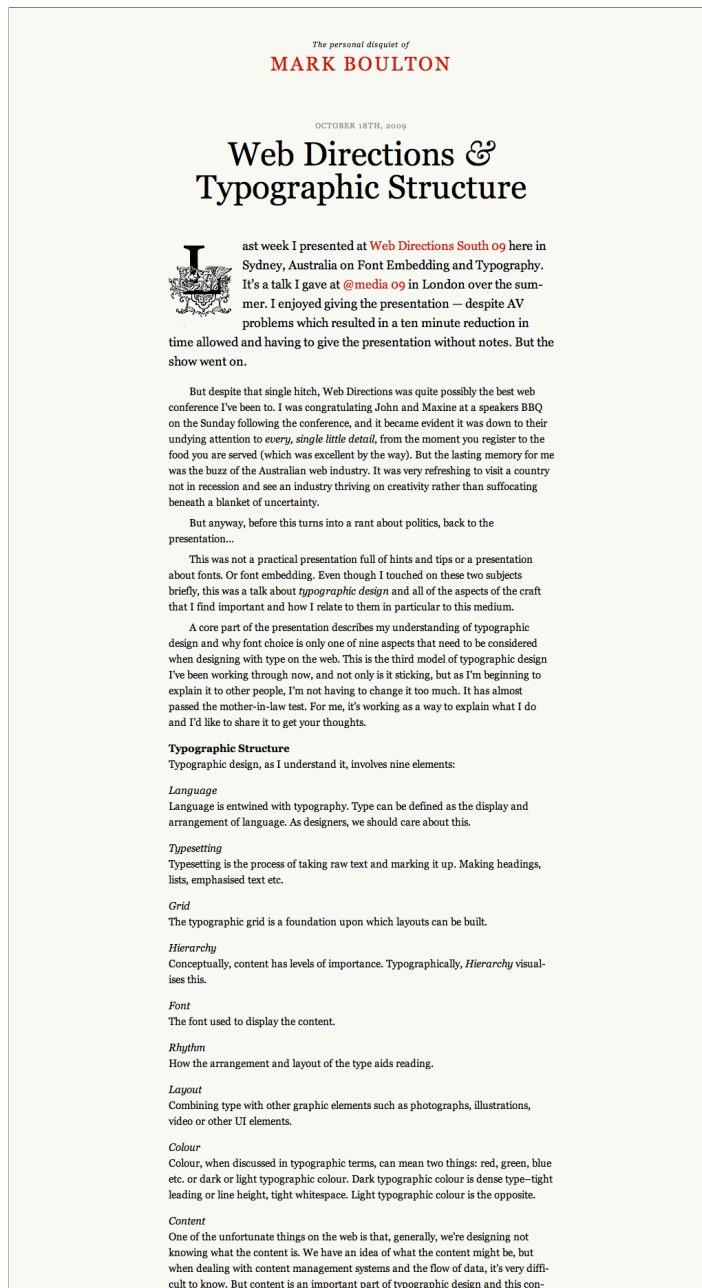 The personal disquiet of
MARK BOULTON
OCTOBER 18TH, 2009
Web Directions &
Typographic Structure
Last week I presented at Web Directions South 09 here in
Sydney, Australia on Font Embedding and Typography.
It's a talk I gave at @media 09 in London over the sum-
mer. I enjoyed giving the presentation — despite AV
problems which resulted in a ten minute reduction in
time allowed and having to give the presentation without notes. But the
show went on.
But despite that single hitch, Web Directions was quite possibly the best web
conference I've been to. I was congratulating John and Maxine at a speakers BBQ
on the Sunday following the conference, and it became evident it was down to their
undying attention to every, single little detail, from the moment you register to the
food you are served (which was excellent by the way). But the lasting memory for me
was the buzz of the Australian web industry. It was very refreshing to visit a country
not in recession and see an industry thriving on creativity rather than suffocating
beneath a blanket of uncertainty.
But anyway, before this turns into a rant about politics, back to the
presentation…
This was not a practical presentation full of hints and tips or a presentation
about fonts. Or font embedding. Even though I touched on these two subjects
briefly, this was a talk about typographic design and all of the aspects of the craft
that I find important and how I relate to them in particular to this medium.
A core part of the presentation describes my understanding of typographic
design and why font choice is only one of nine aspects that need to be considered
when designing with type on the web. This is the third model of typographic design
I've been working through now, and not only is it sticking, but as I'm beginning to
explain it to other people, I'm not having to change it too much. It has almost
passed the mother-in-law test. For me, it's working as a way to explain what I do
and I'd like to share it to get your thoughts.
Typographic Structure
Typographic design, as I understand it, involves nine elements:
Language
Language is entwined with typography. Type can be defined as the display and
arrangement of language. As designers, we should care about this.
Typesetting
Typesetting is the process of taking raw text and marking it up. Making headings,
lists, emphasised text etc.
Grid
The typographic grid is a foundation upon which layouts can be built.
Hierarchy
Conceptually, content has levels of importance. Typographically, Hierarchy visual-
ises this.
Font
The font used to display the content.
Rhythm
How the arrangement and layout of the type aids reading.
Layout
Combining type with other graphic elements such as photographs, illustrations,
video or other UI elements.
Colour
Colour, when discussed in typographic terms, can mean two things: red, green, blue
etc. or dark or light typographic colour. Dark typographic colour is dense type–tight
leading or line height, tight whitespace. Light typographic colour is the opposite.
Content
One of the unfortunate things on the web is that, generally, we're designing not
knowing what the content is. We have an idea of what the content might be, but
when dealing with content management systems and the flow of data, it's very diffi-
cult to know. But content is an important part of typographic design and this con-